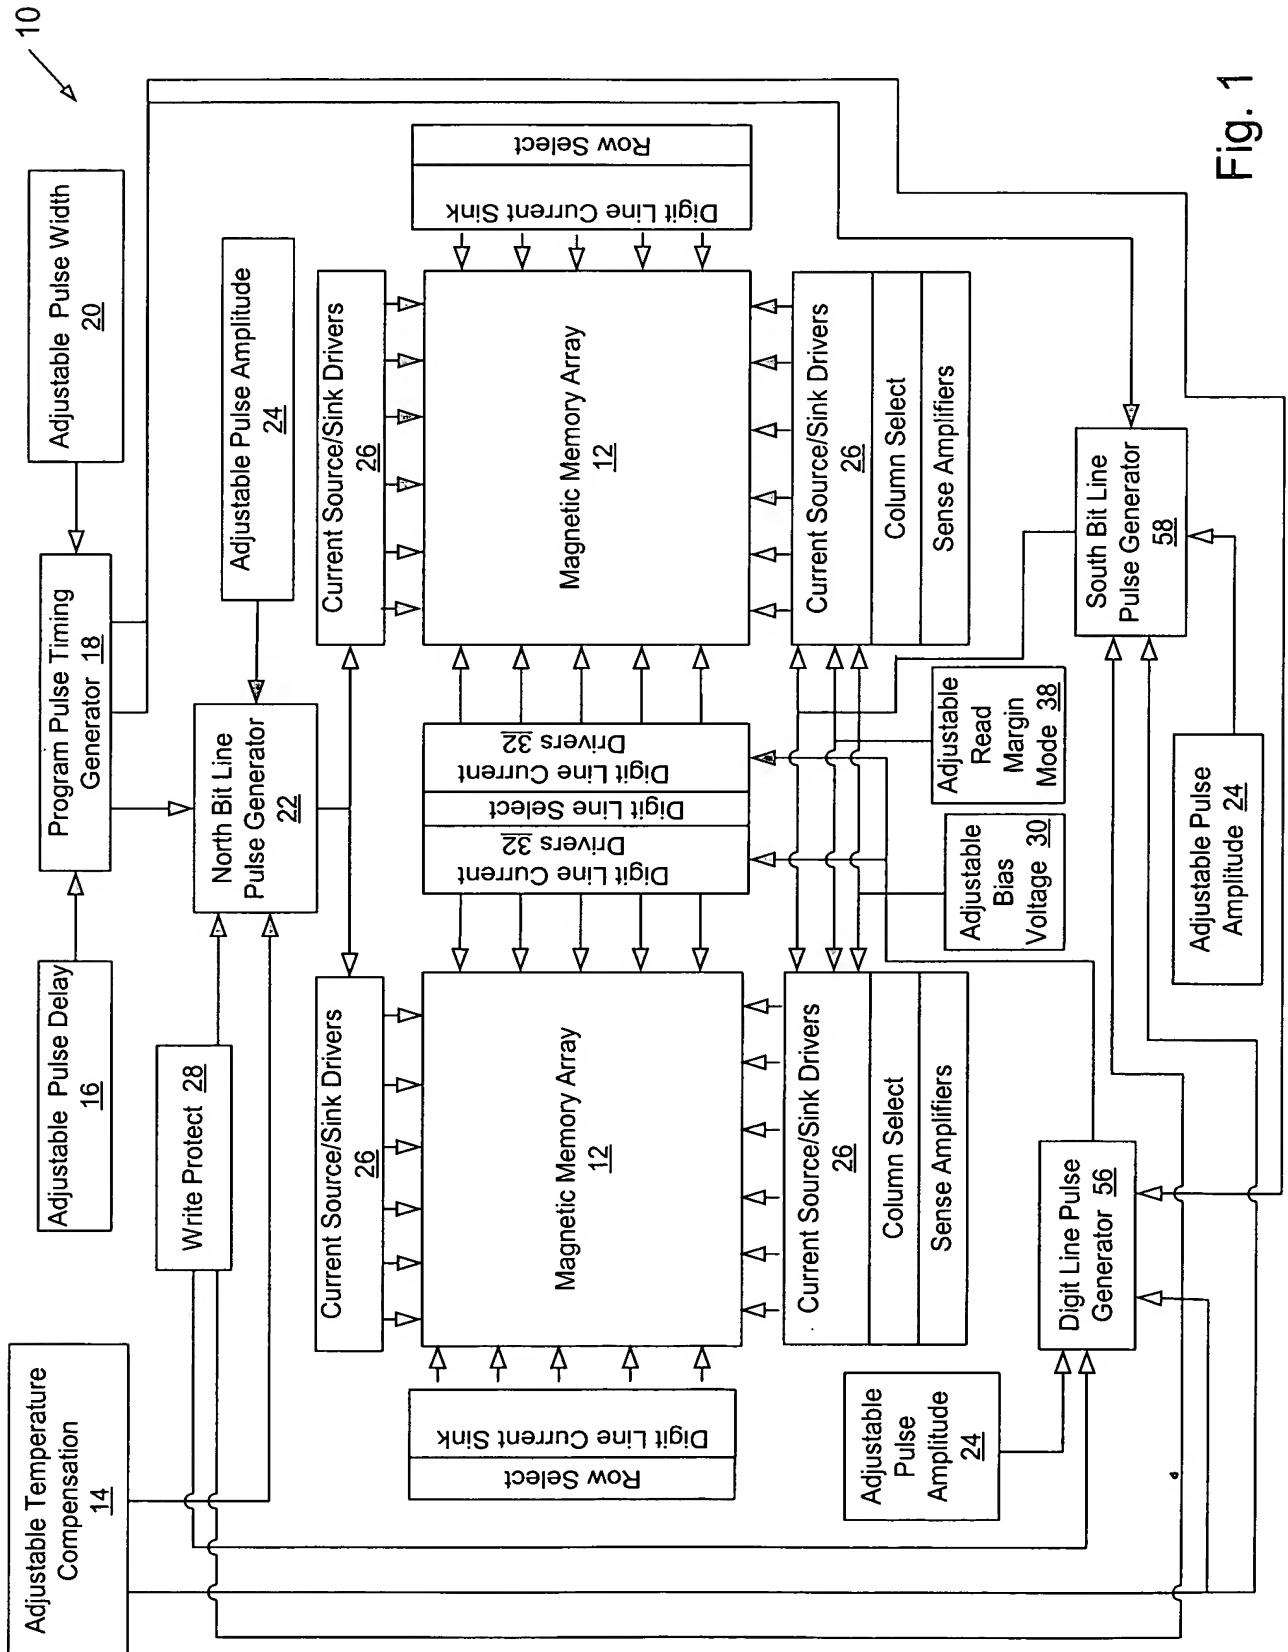 10
Adjustable Temperature
Compensation
14
Adjustable Pulse Delay
16
Program Pulse Timing
Generator 18
Adjustable Pulse Width
20
Write Protect 28
North Bit Line
Pulse Generator
22
Adjustable Pulse Amplitude
24
Current Source/Sink Drivers
26
Current Source/Sink Drivers
26
Row Select
Digit Line Current Sink
Magnetic Memory Array
12
Digit Line Current
Drivers 32
Digit Line Select
Digit Line Current
Drivers 32
Magnetic Memory Array
12
Digit Line Current Sink
Row Select
Current Source/Sink Drivers
26
Column Select
Sense Amplifiers
Current Source/Sink Drivers
26
Column Select
Sense Amplifiers
Adjustable
Pulse
Amplitude
24
Adjustable
Bias
Voltage 30
Adjustable
Read
Margin
Mode 38
Digit Line Pulse
Generator 56
South Bit Line
Pulse Generator
58
Adjustable Pulse
Amplitude 24
Fig. 1